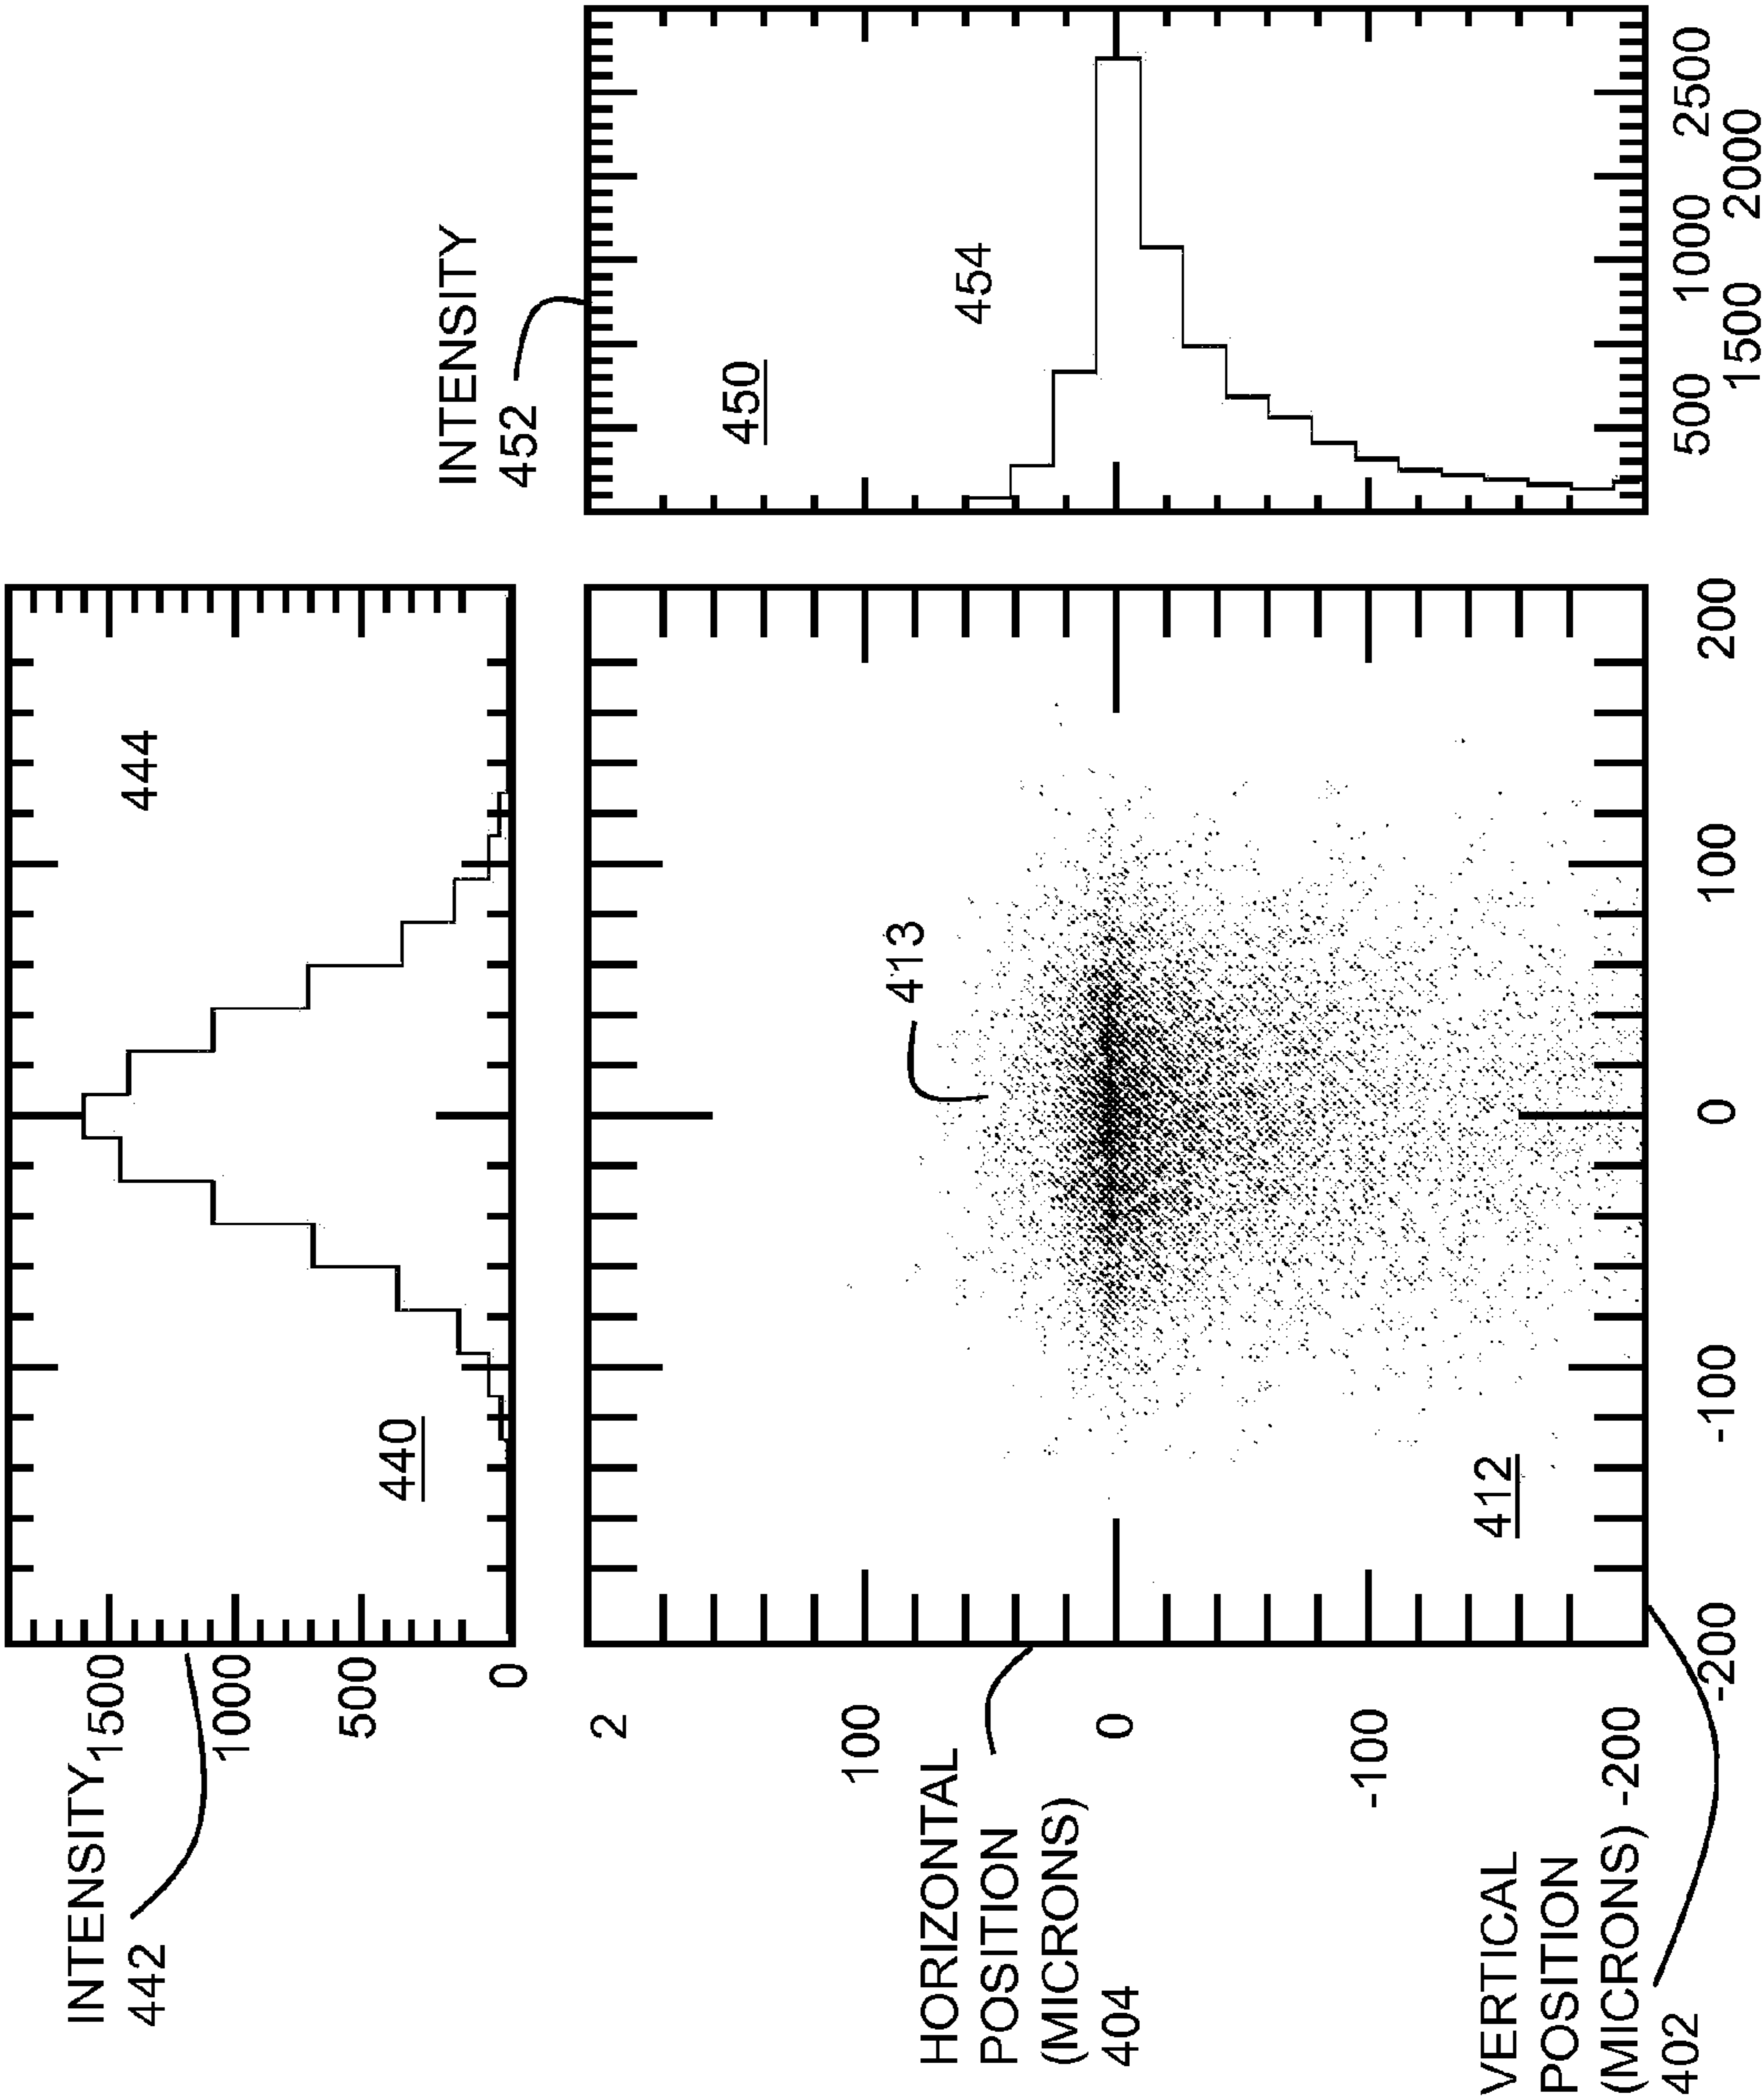 INTENSITY
442
1500
1000
500
0
440
444
INTENSITY
452
450
454
500 1000 2500
1500 2000
2
100
0
-100
-200
HORIZONTAL
POSITION
(MICRONS)
404
413
412
VERTICAL
POSITION
(MICRONS)
402
-200 -100 0 100 200